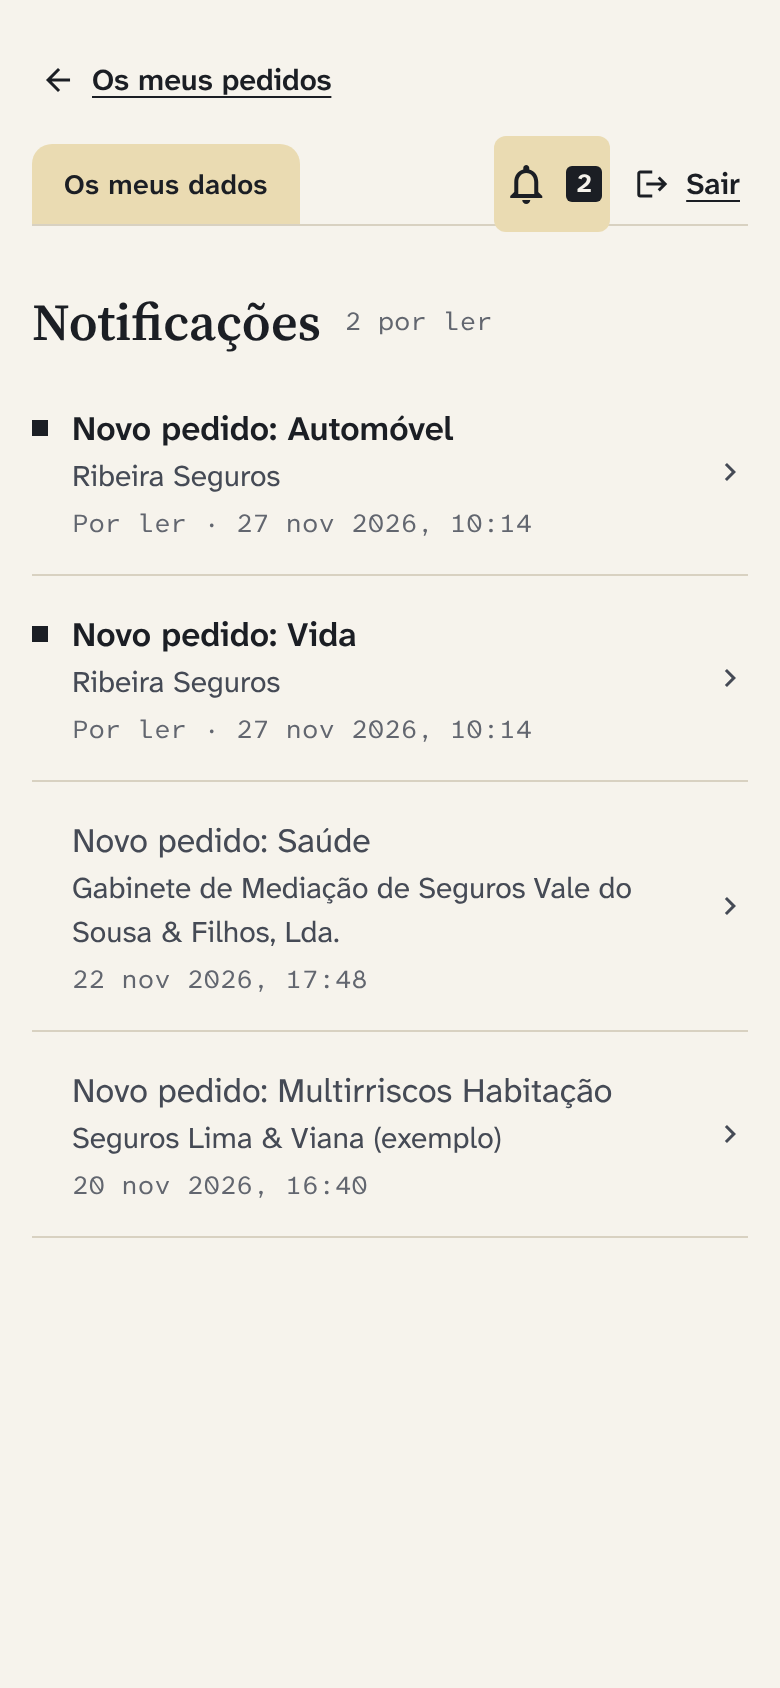 Os meus pedidos
Os meus dados
2
Sair
Notificações 2 por ler
Novo pedido: Automóvel
Ribeira Seguros
Por ler · 27 nov 2026, 10:14
Novo pedido: Vida
Ribeira Seguros
Por ler · 27 nov 2026, 10:14
Novo pedido: Saúde
Gabinete de Mediação de Seguros Vale do
Sousa & Filhos, Lda.
22 nov 2026, 17:48
Novo pedido: Multirriscos Habitação
Seguros Lima & Viana (exemplo)
20 nov 2026, 16:40